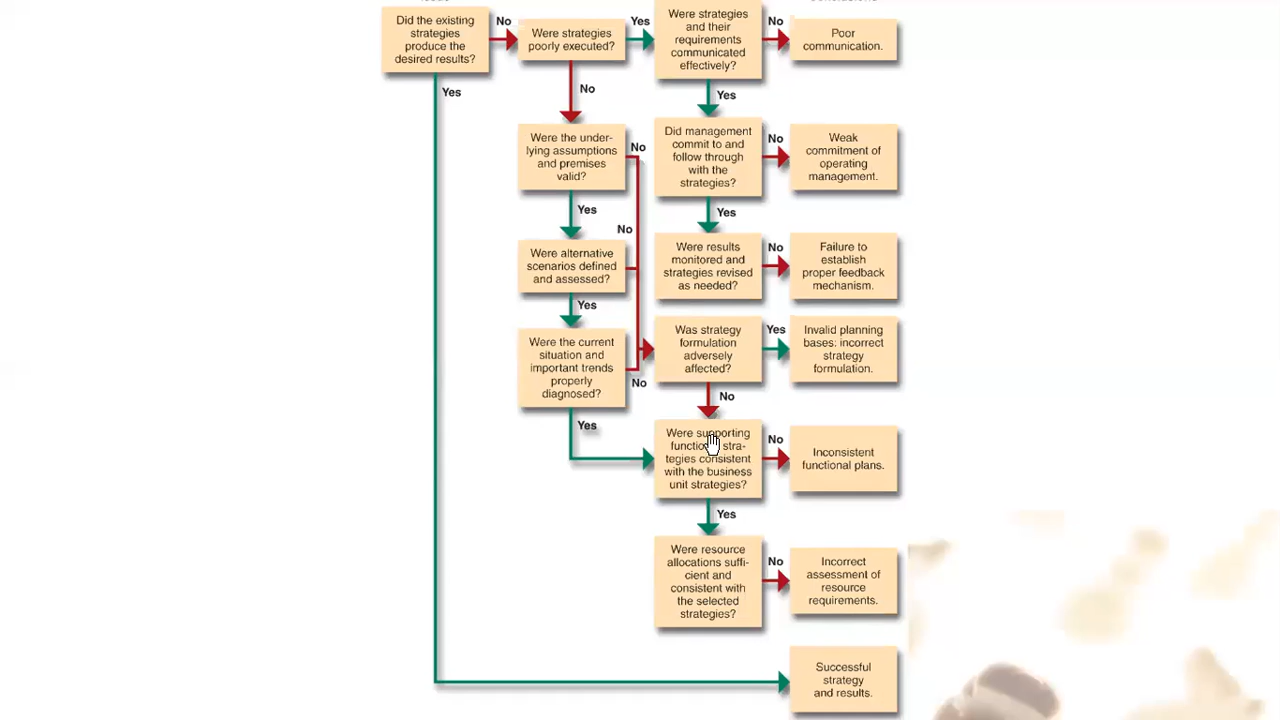 Did the existing
strategies
produce the
desired results?
No
Were strategies
poorly executed?
Yes
Were strategies
and their
requirements
communicated
effectively?
No
Poor
communication.
Yes
No
Yes
Were the under-
lying assumptions
and premises
valid?
No
Did management
commit to and
follow through
with the
strategies?
No
Weak
commitment of
operating
management.
Yes
No
Yes
Were alternative
scenarios defined
and assessed?
Were results
monitored and
strategies revised
as needed?
No
Failure to
establish
proper feedback
mechanism.
Yes
Were the current
situation and
important trends
properly
diagnosed?
No
Was strategy
formulation
adversely
affected?
Yes
Invalid planning
bases: incorrect
strategy
formulation.
No
Yes
Were supporting
functional stra-
tegies consistent
with the business
unit strategies?
No
Inconsistent
functional plans.
Yes
Were resource
allocations suffi-
cient and
consistent with
the selected
strategies?
No
Incorrect
assessment of
resource
requirements.
Successful
strategy
and results.